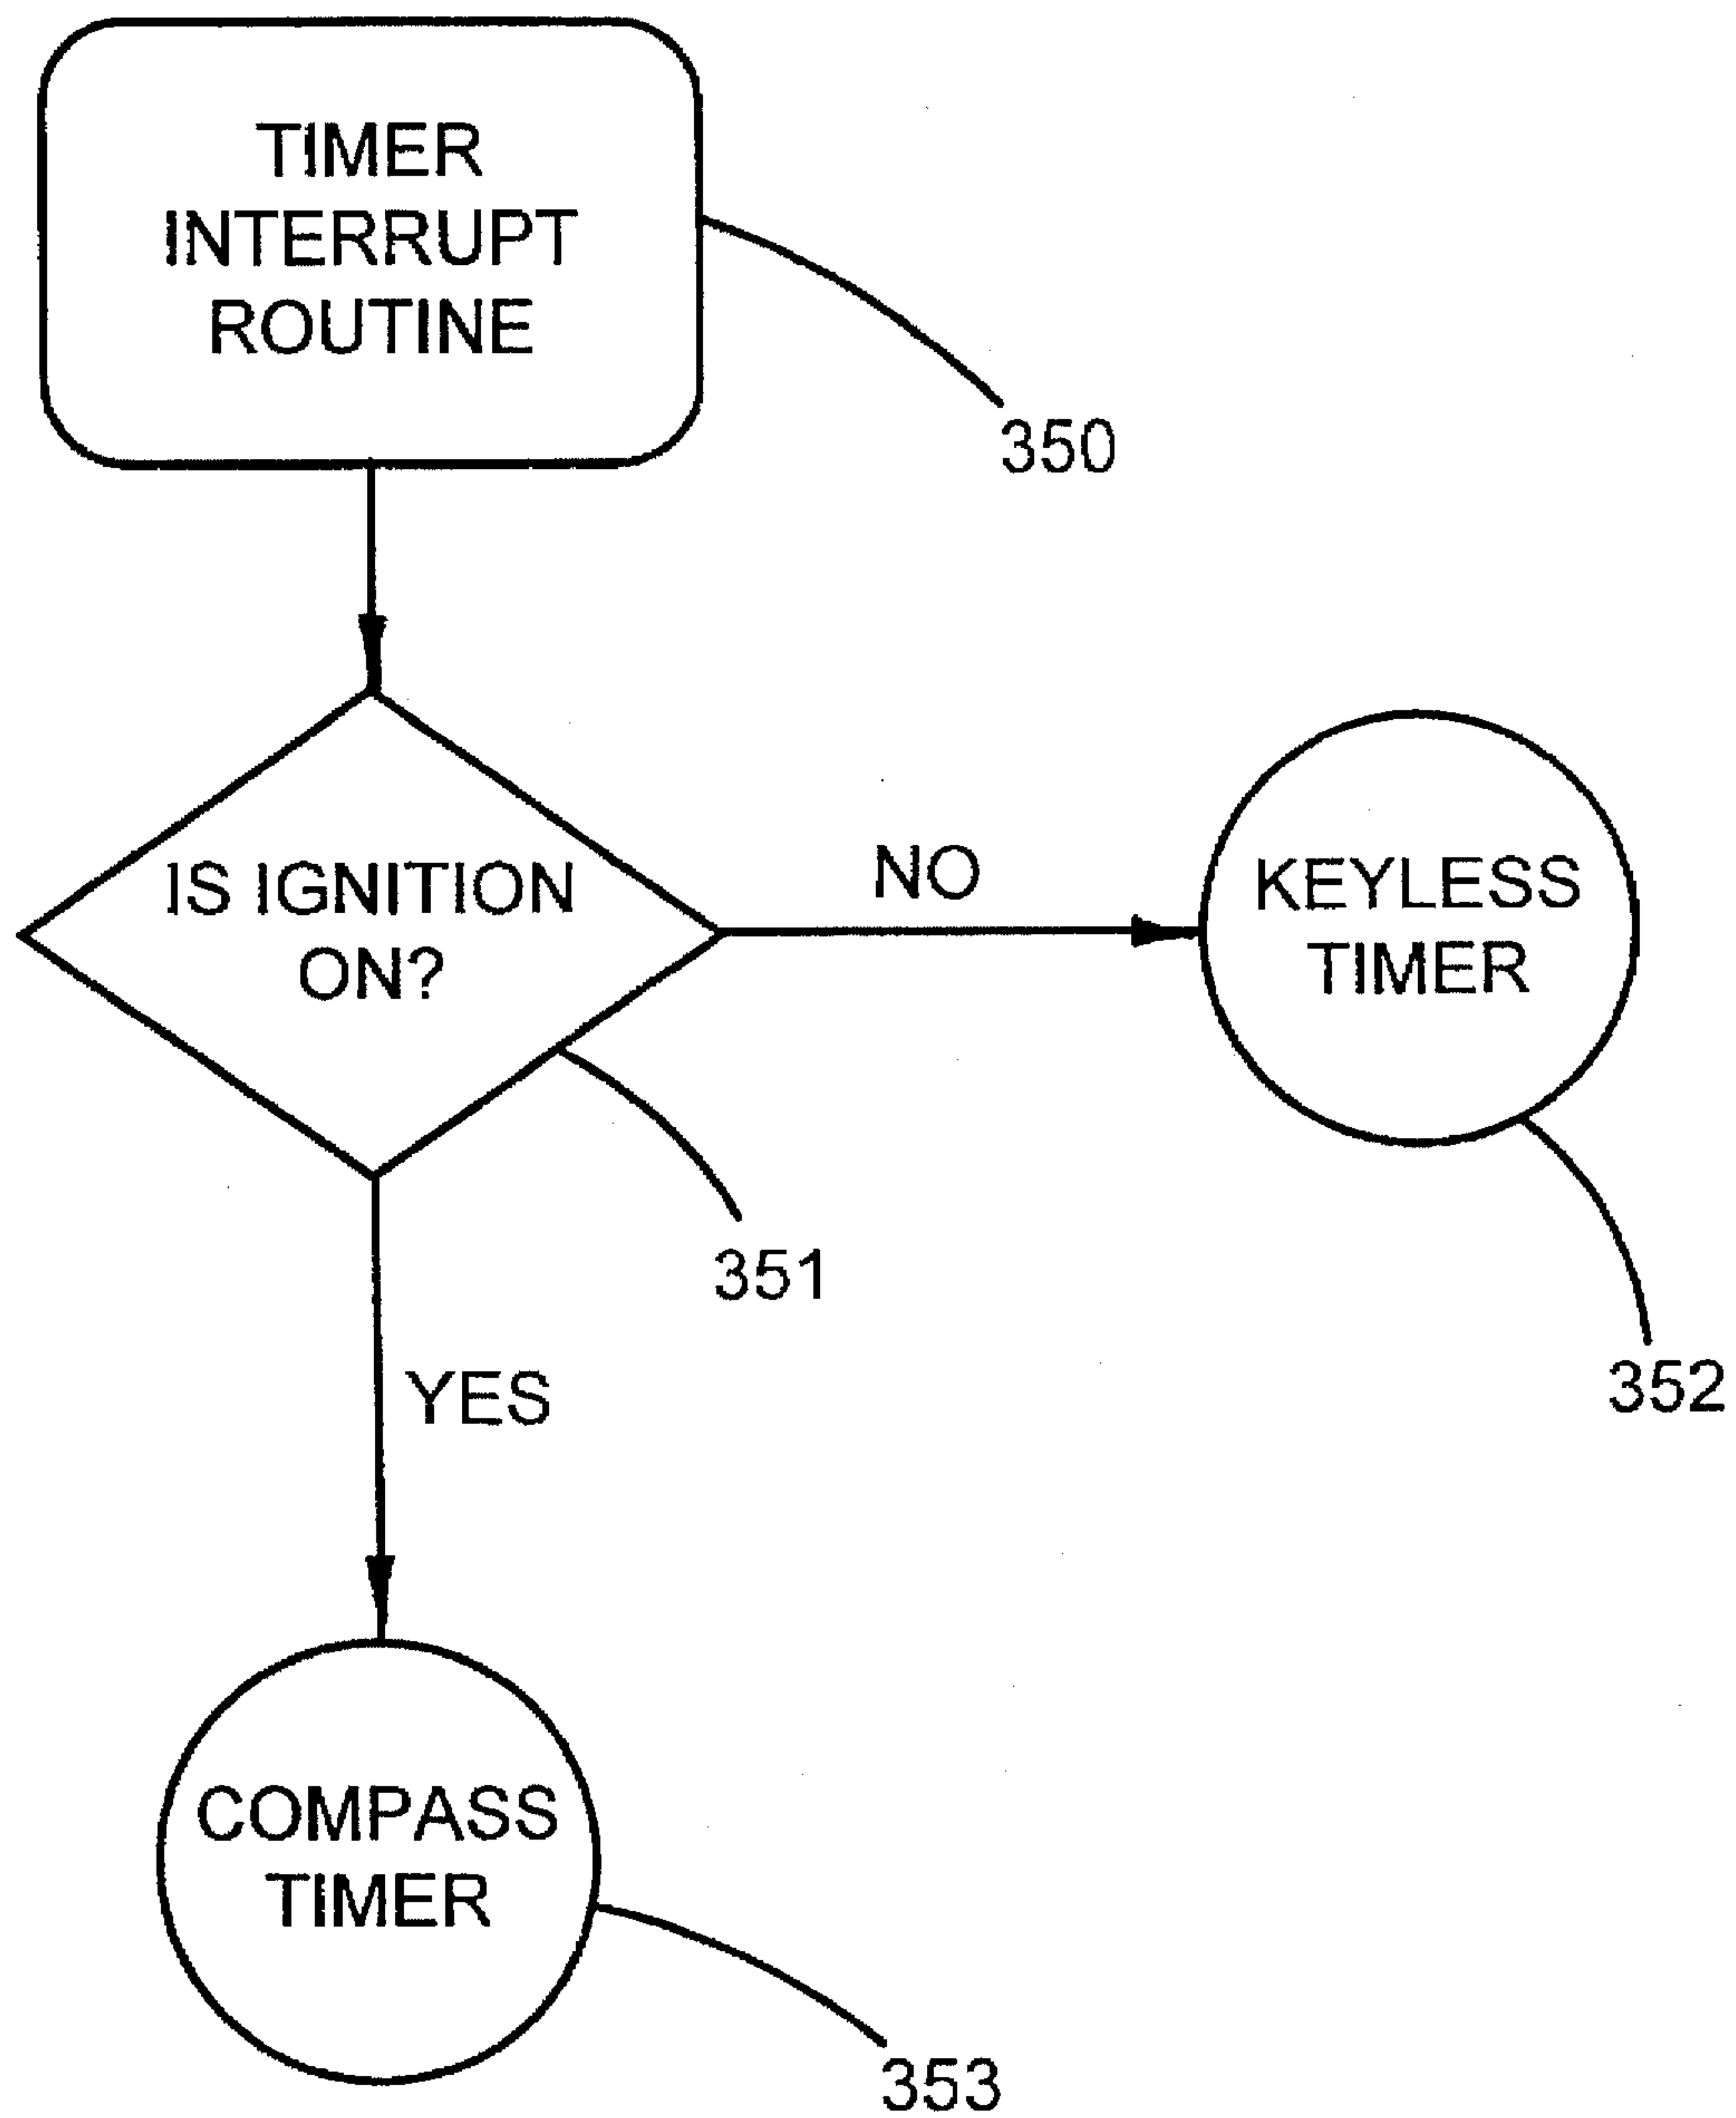 TIMER
INTERRUPT
ROUTINE
350
IS IGNITION
ON?
NO
KEYLESS
TIMER
351
352
YES
COMPASS
TIMER
353